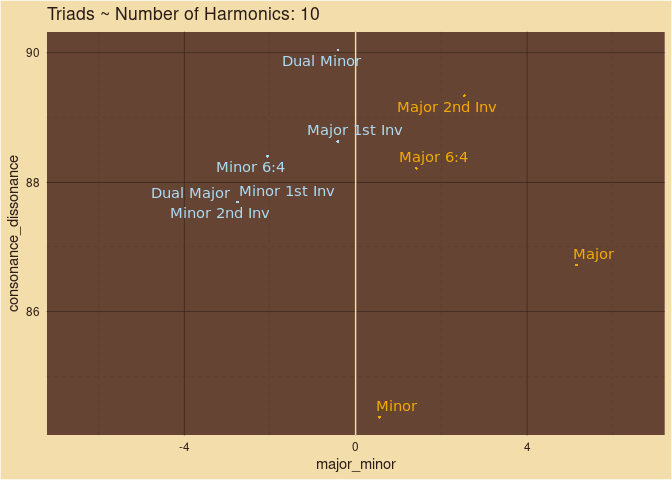 Triads ~ Number of Harmonics: 10
90
Dual Minor
Major 2nd Inv
Major 1st Inv
Major 6:4
Minor 6:4
88
Dual Major
Minor 1st Inv
Minor 2nd Inv
Major
86
Minor
consonance_dissonance
-4
0
4
major_minor